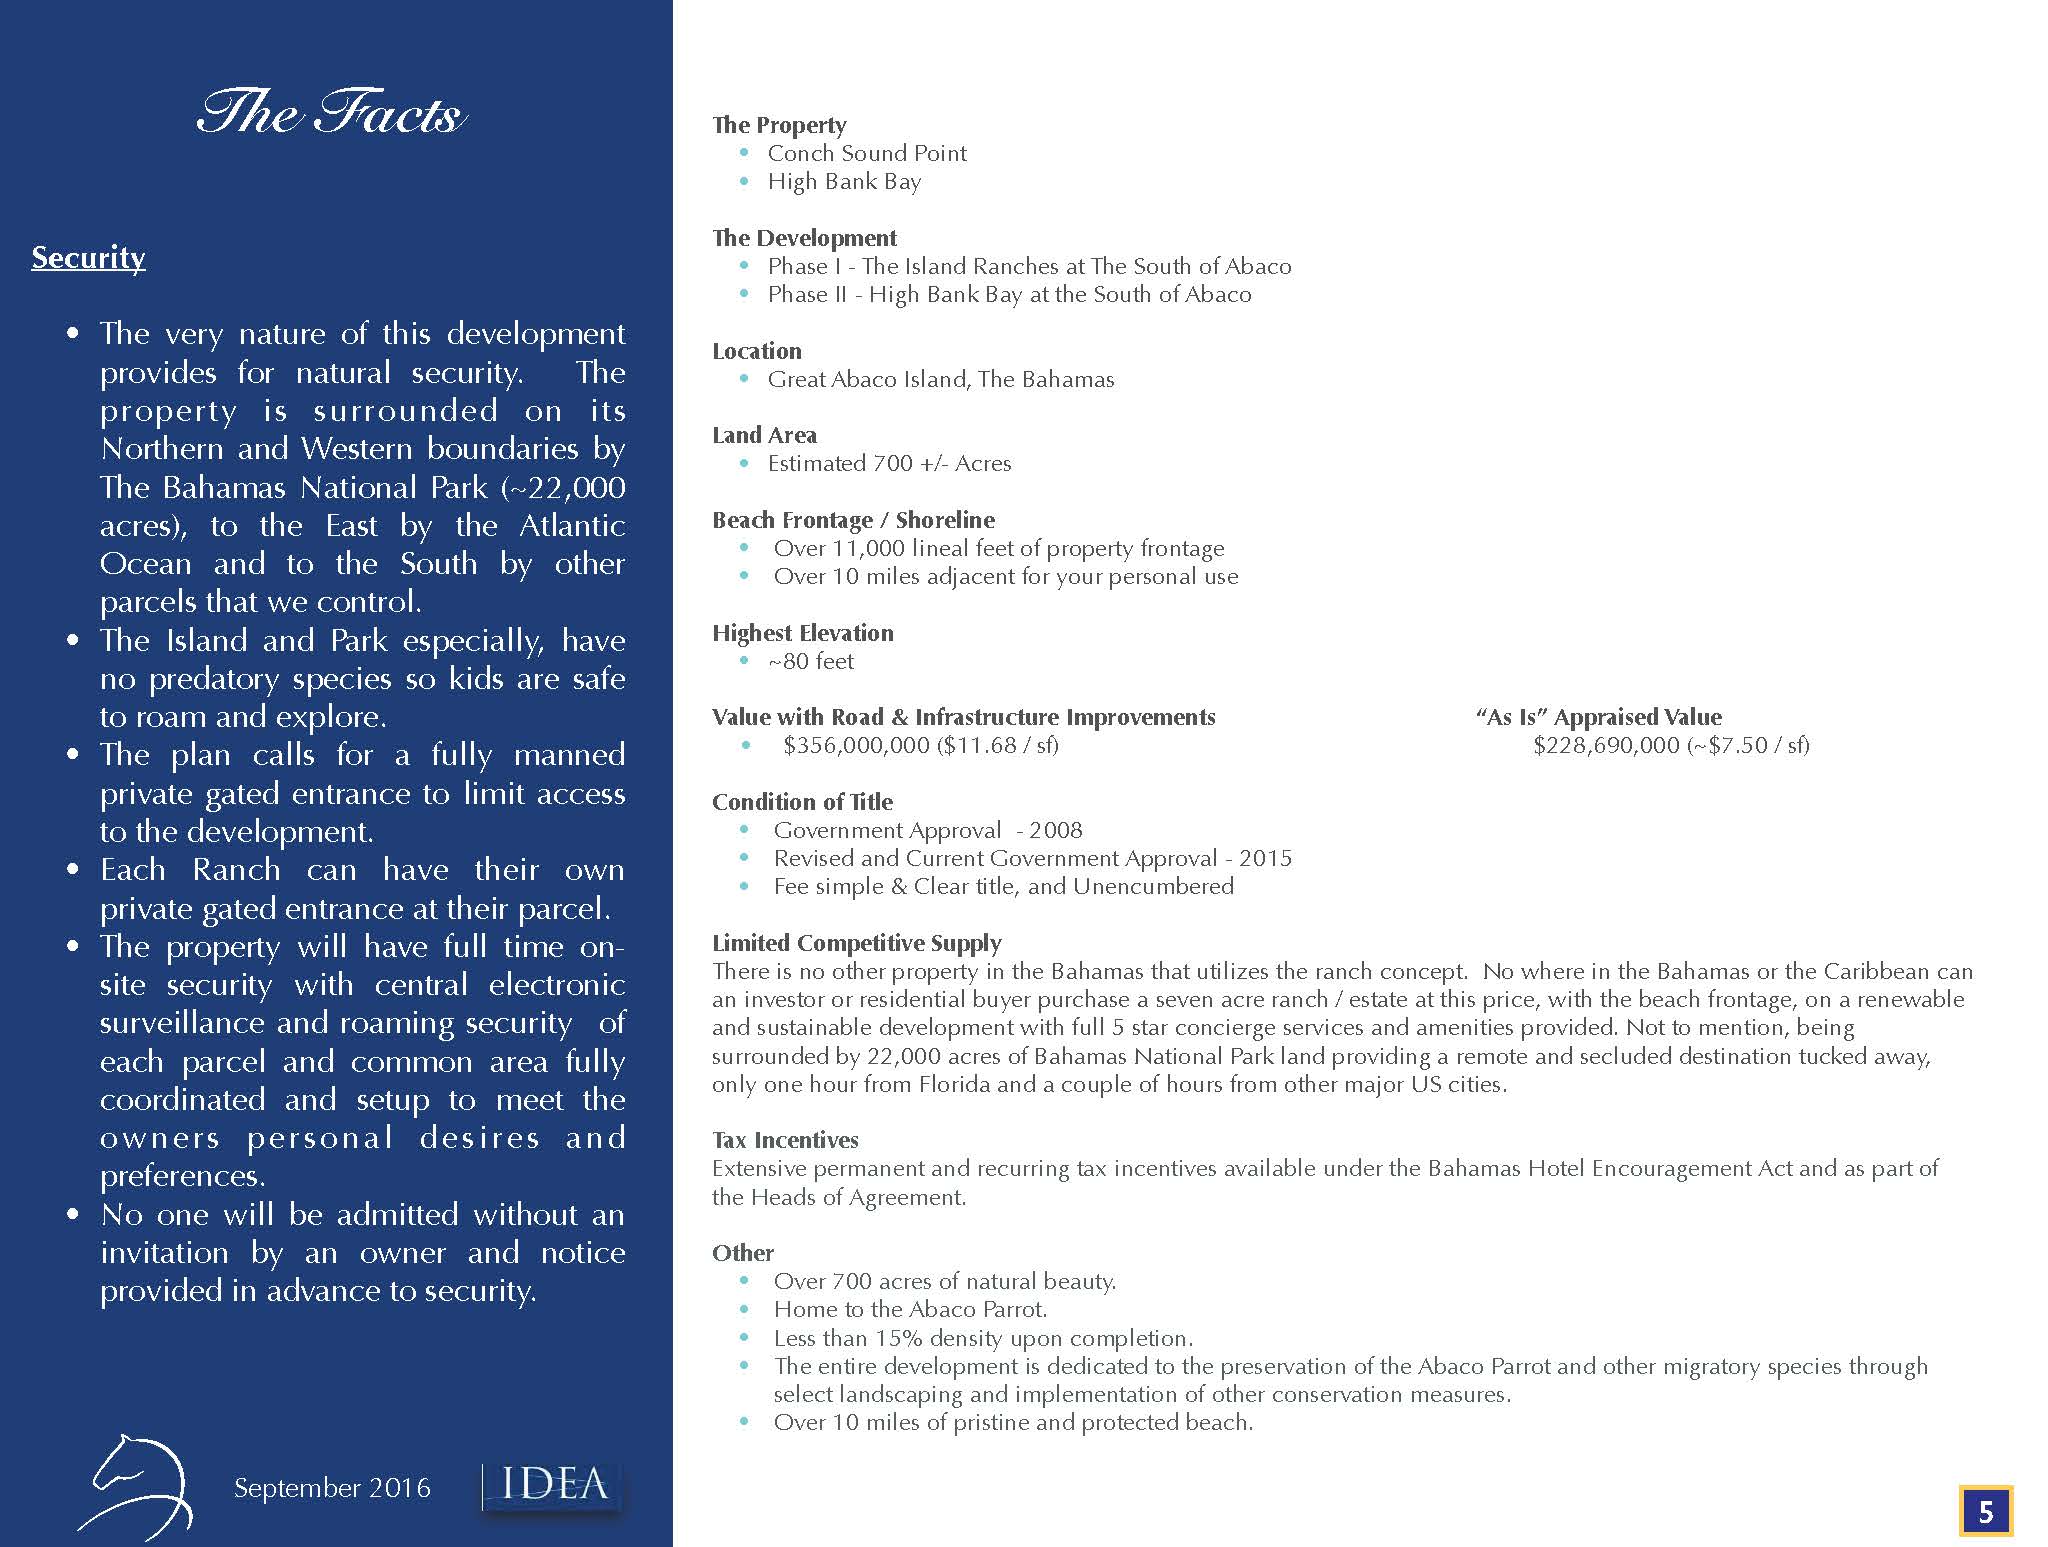 The Facts
Security
• The very nature of this development
provides for natural security. The
property is surrounded on its
Northern and Western boundaries by
The Bahamas National Park (~22,000
acres), to the East by the Atlantic
Ocean and to the South by other
parcels that we control.
• The Island and Park especially, have
no predatory species so kids are safe
to roam and explore.
• The plan calls for a fully manned
private gated entrance to limit access
to the development.
• Each Ranch can have their own
private gated entrance at their parcel.
• The property will have full time on-
site security with central electronic
surveillance and roaming security of
each parcel and common area fully
coordinated and setup to meet the
owners personal desires and
preferences.
• No one will be admitted without an
invitation by an owner and notice
provided in advance to security.
September 2016
IDEA
The Property
• Conch Sound Point
• High Bank Bay
The Development
• Phase I - The Island Ranches at The South of Abaco
• Phase II - High Bank Bay at the South of Abaco
Location
• Great Abaco Island, The Bahamas
Land Area
• Estimated 700 +/- Acres
Beach Frontage / Shoreline
• Over 11,000 lineal feet of property frontage
• Over 10 miles adjacent for your personal use
Highest Elevation
• ~80 feet
Value with Road & Infrastructure Improvements “As Is” Appraised Value
• $356,000,000 ($11.68 / sf) $228,690,000 (~$7.50 / sf)
Condition of Title
• Government Approval - 2008
• Revised and Current Government Approval - 2015
• Fee simple & Clear title, and Unencumbered
Limited Competitive Supply
There is no other property in the Bahamas that utilizes the ranch concept. No where in the Bahamas or the Caribbean can
an investor or residential buyer purchase a seven acre ranch / estate at this price, with the beach frontage, on a renewable
and sustainable development with full 5 star concierge services and amenities provided. Not to mention, being
surrounded by 22,000 acres of Bahamas National Park land providing a remote and secluded destination tucked away,
only one hour from Florida and a couple of hours from other major US cities.
Tax Incentives
Extensive permanent and recurring tax incentives available under the Bahamas Hotel Encouragement Act and as part of
the Heads of Agreement.
Other
• Over 700 acres of natural beauty.
• Home to the Abaco Parrot.
• Less than 15% density upon completion.
• The entire development is dedicated to the preservation of the Abaco Parrot and other migratory species through
select landscaping and implementation of other conservation measures.
• Over 10 miles of pristine and protected beach.
5